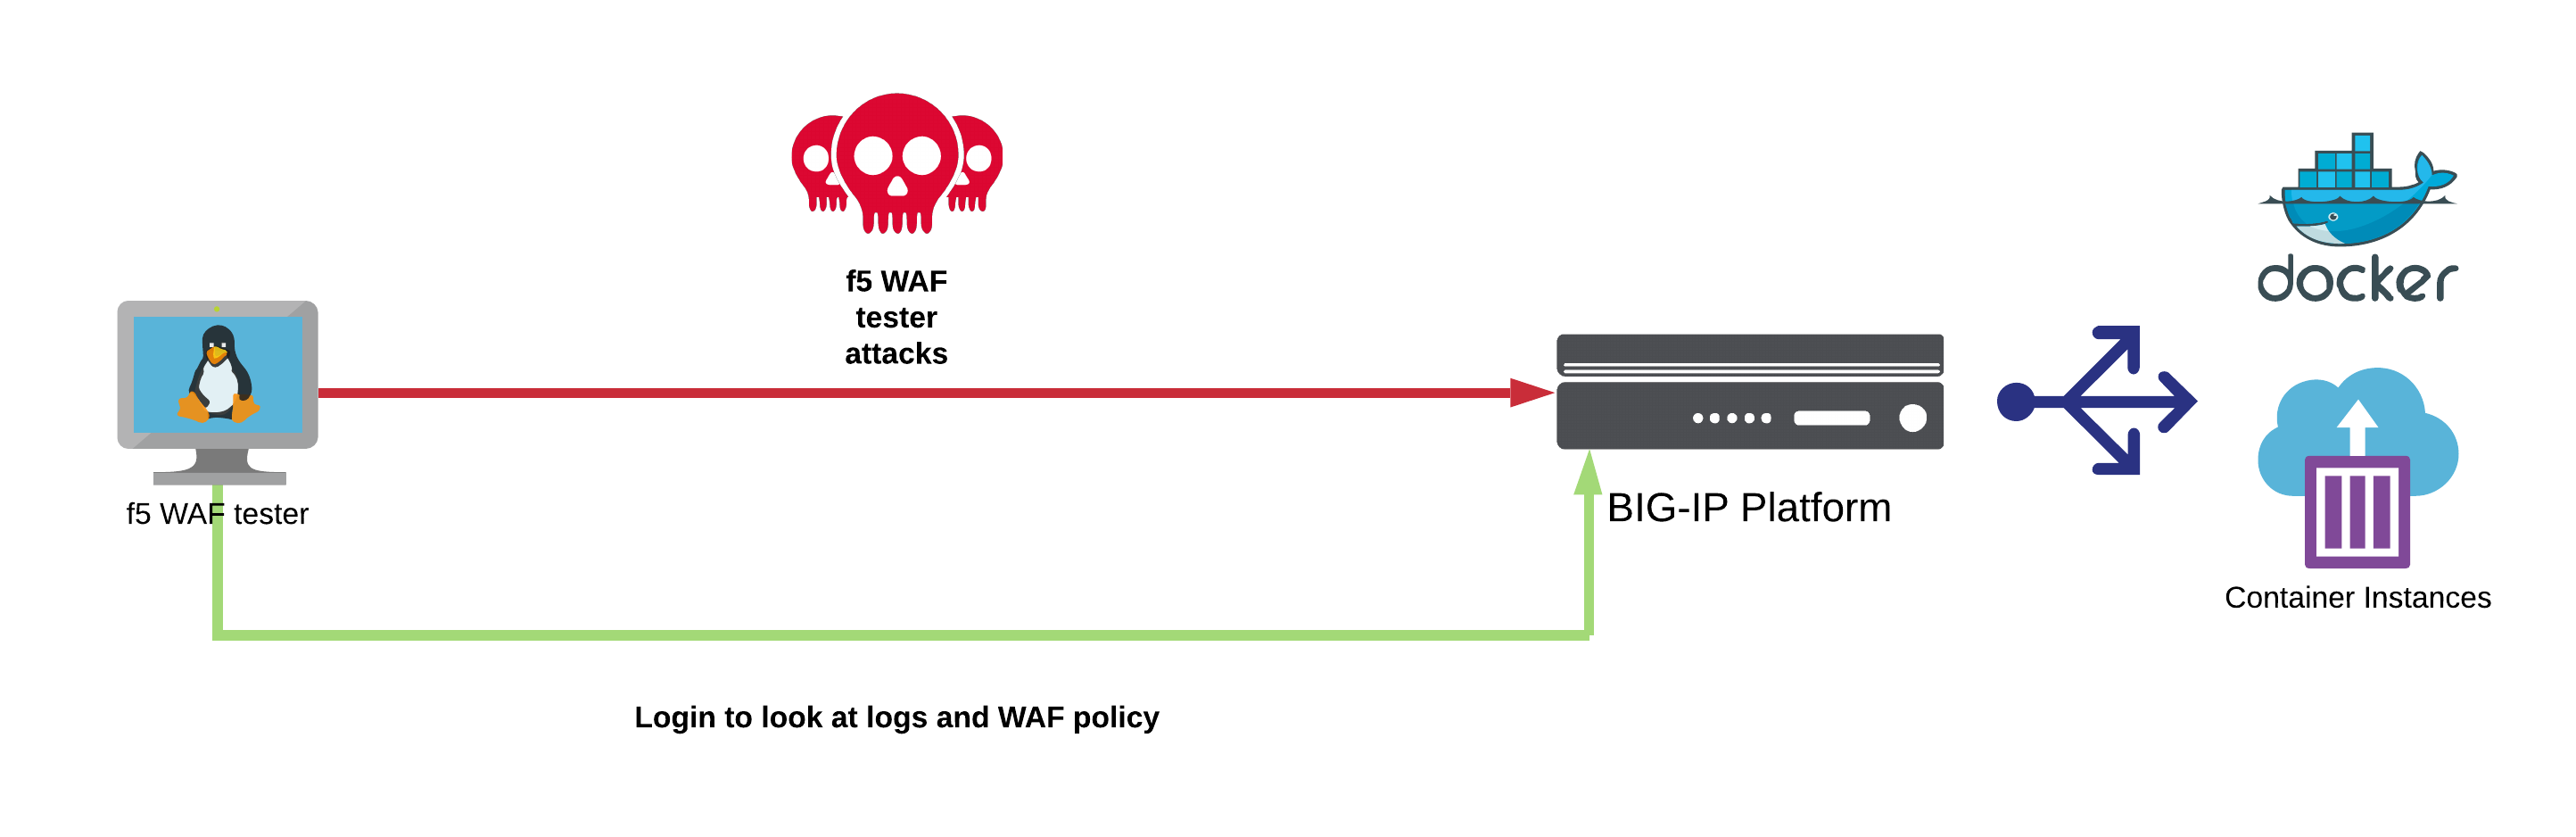 f5 WAF
tester
attacks
docker
f5 WAF tester
BIG-IP Platform
Container Instances
Login to look at logs and WAF policy